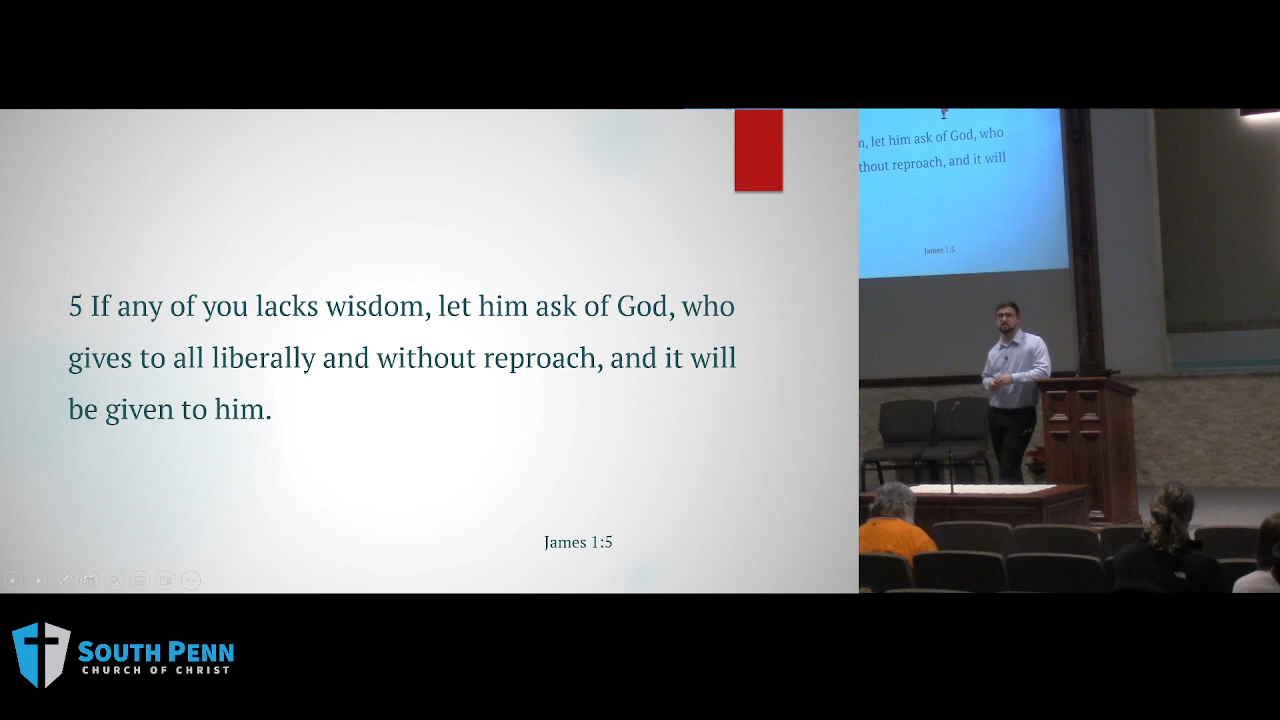 5 If any of you lacks wisdom, let him ask of God, who
gives to all liberally and without reproach, and it will
be given to him.
James 1:5
let him ask of God, who
reproach, and it will
James 1:5
SOUTH PENN
CHURCH OF CHRIST